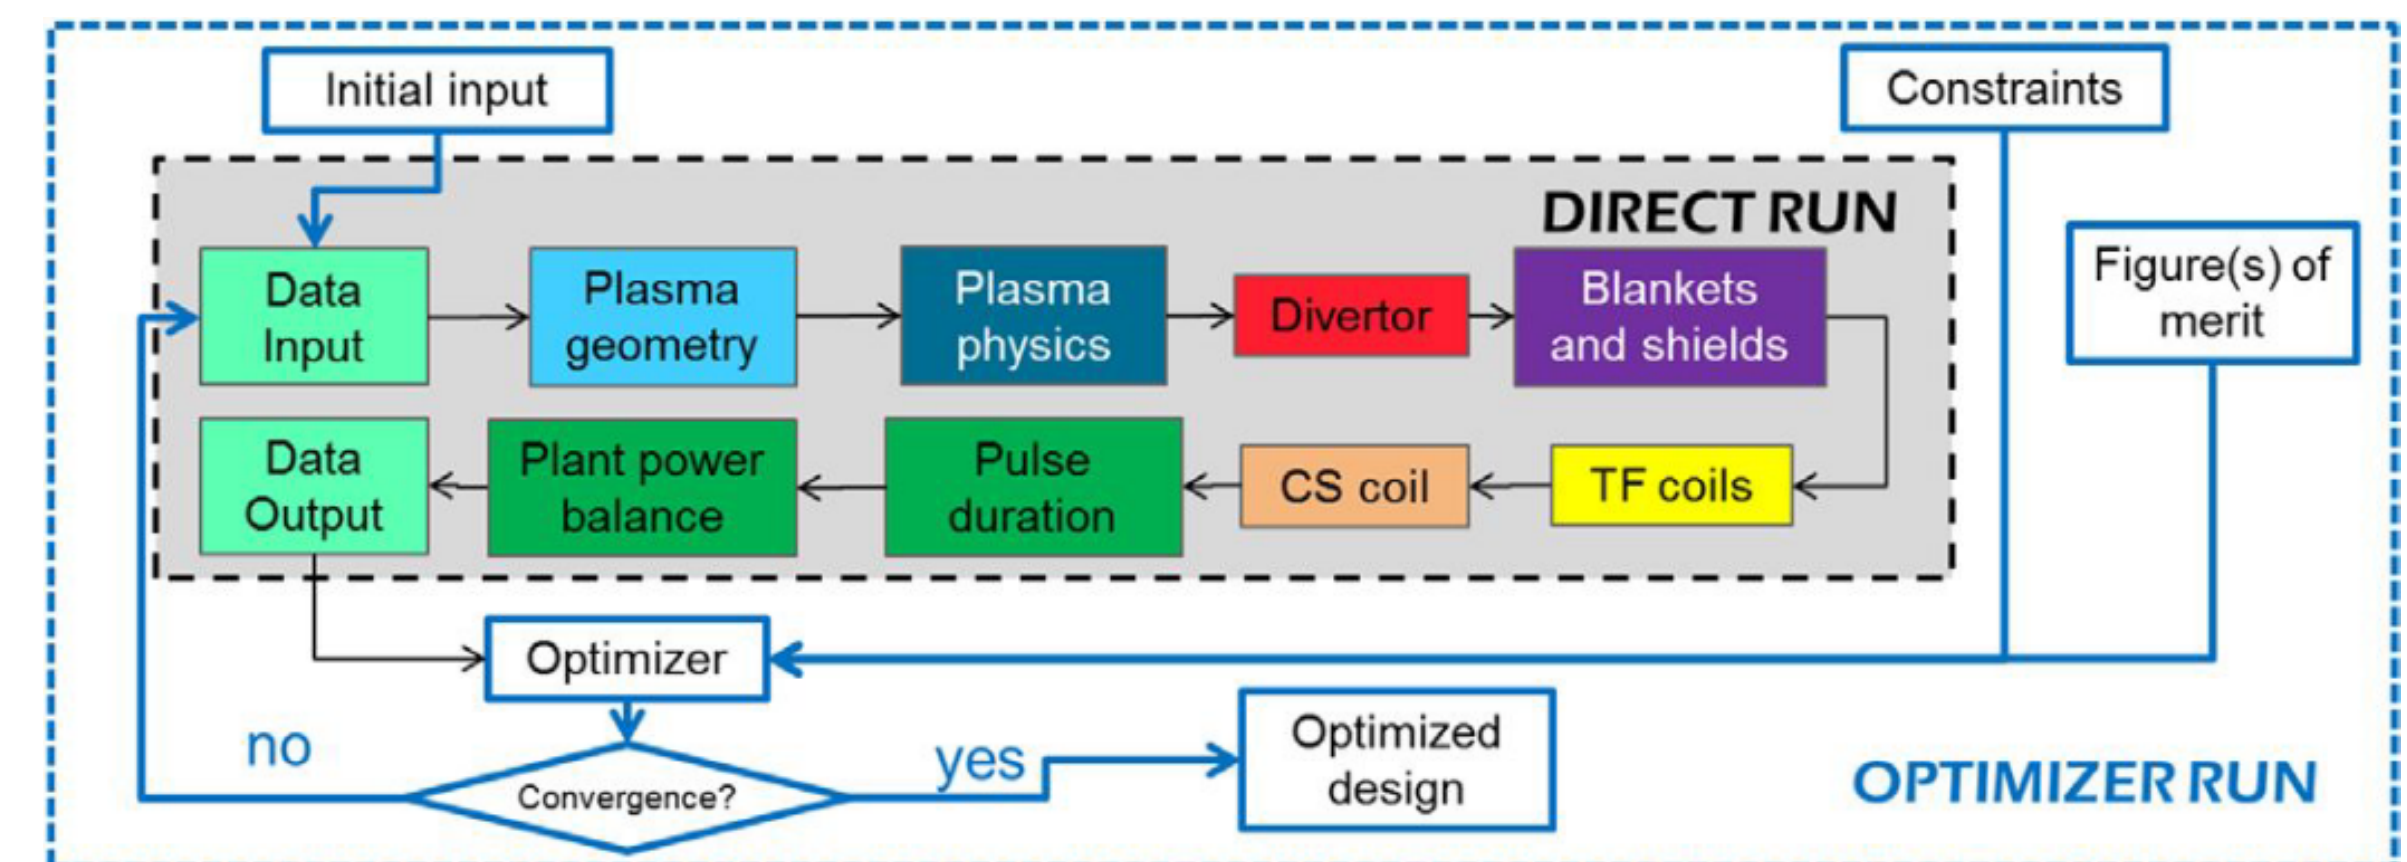 Initial input
Constraints
DIRECT RUN
Figure(s) of
merit
Data
Input
Plasma
geometry
Plasma
physics
Divertor
Blankets
and shields
Data
Output
Plant power
balance
Pulse
duration
CS coil
TF coils
Optimizer
no
Convergence?
yes
Optimized
design
OPTIMIZER RUN